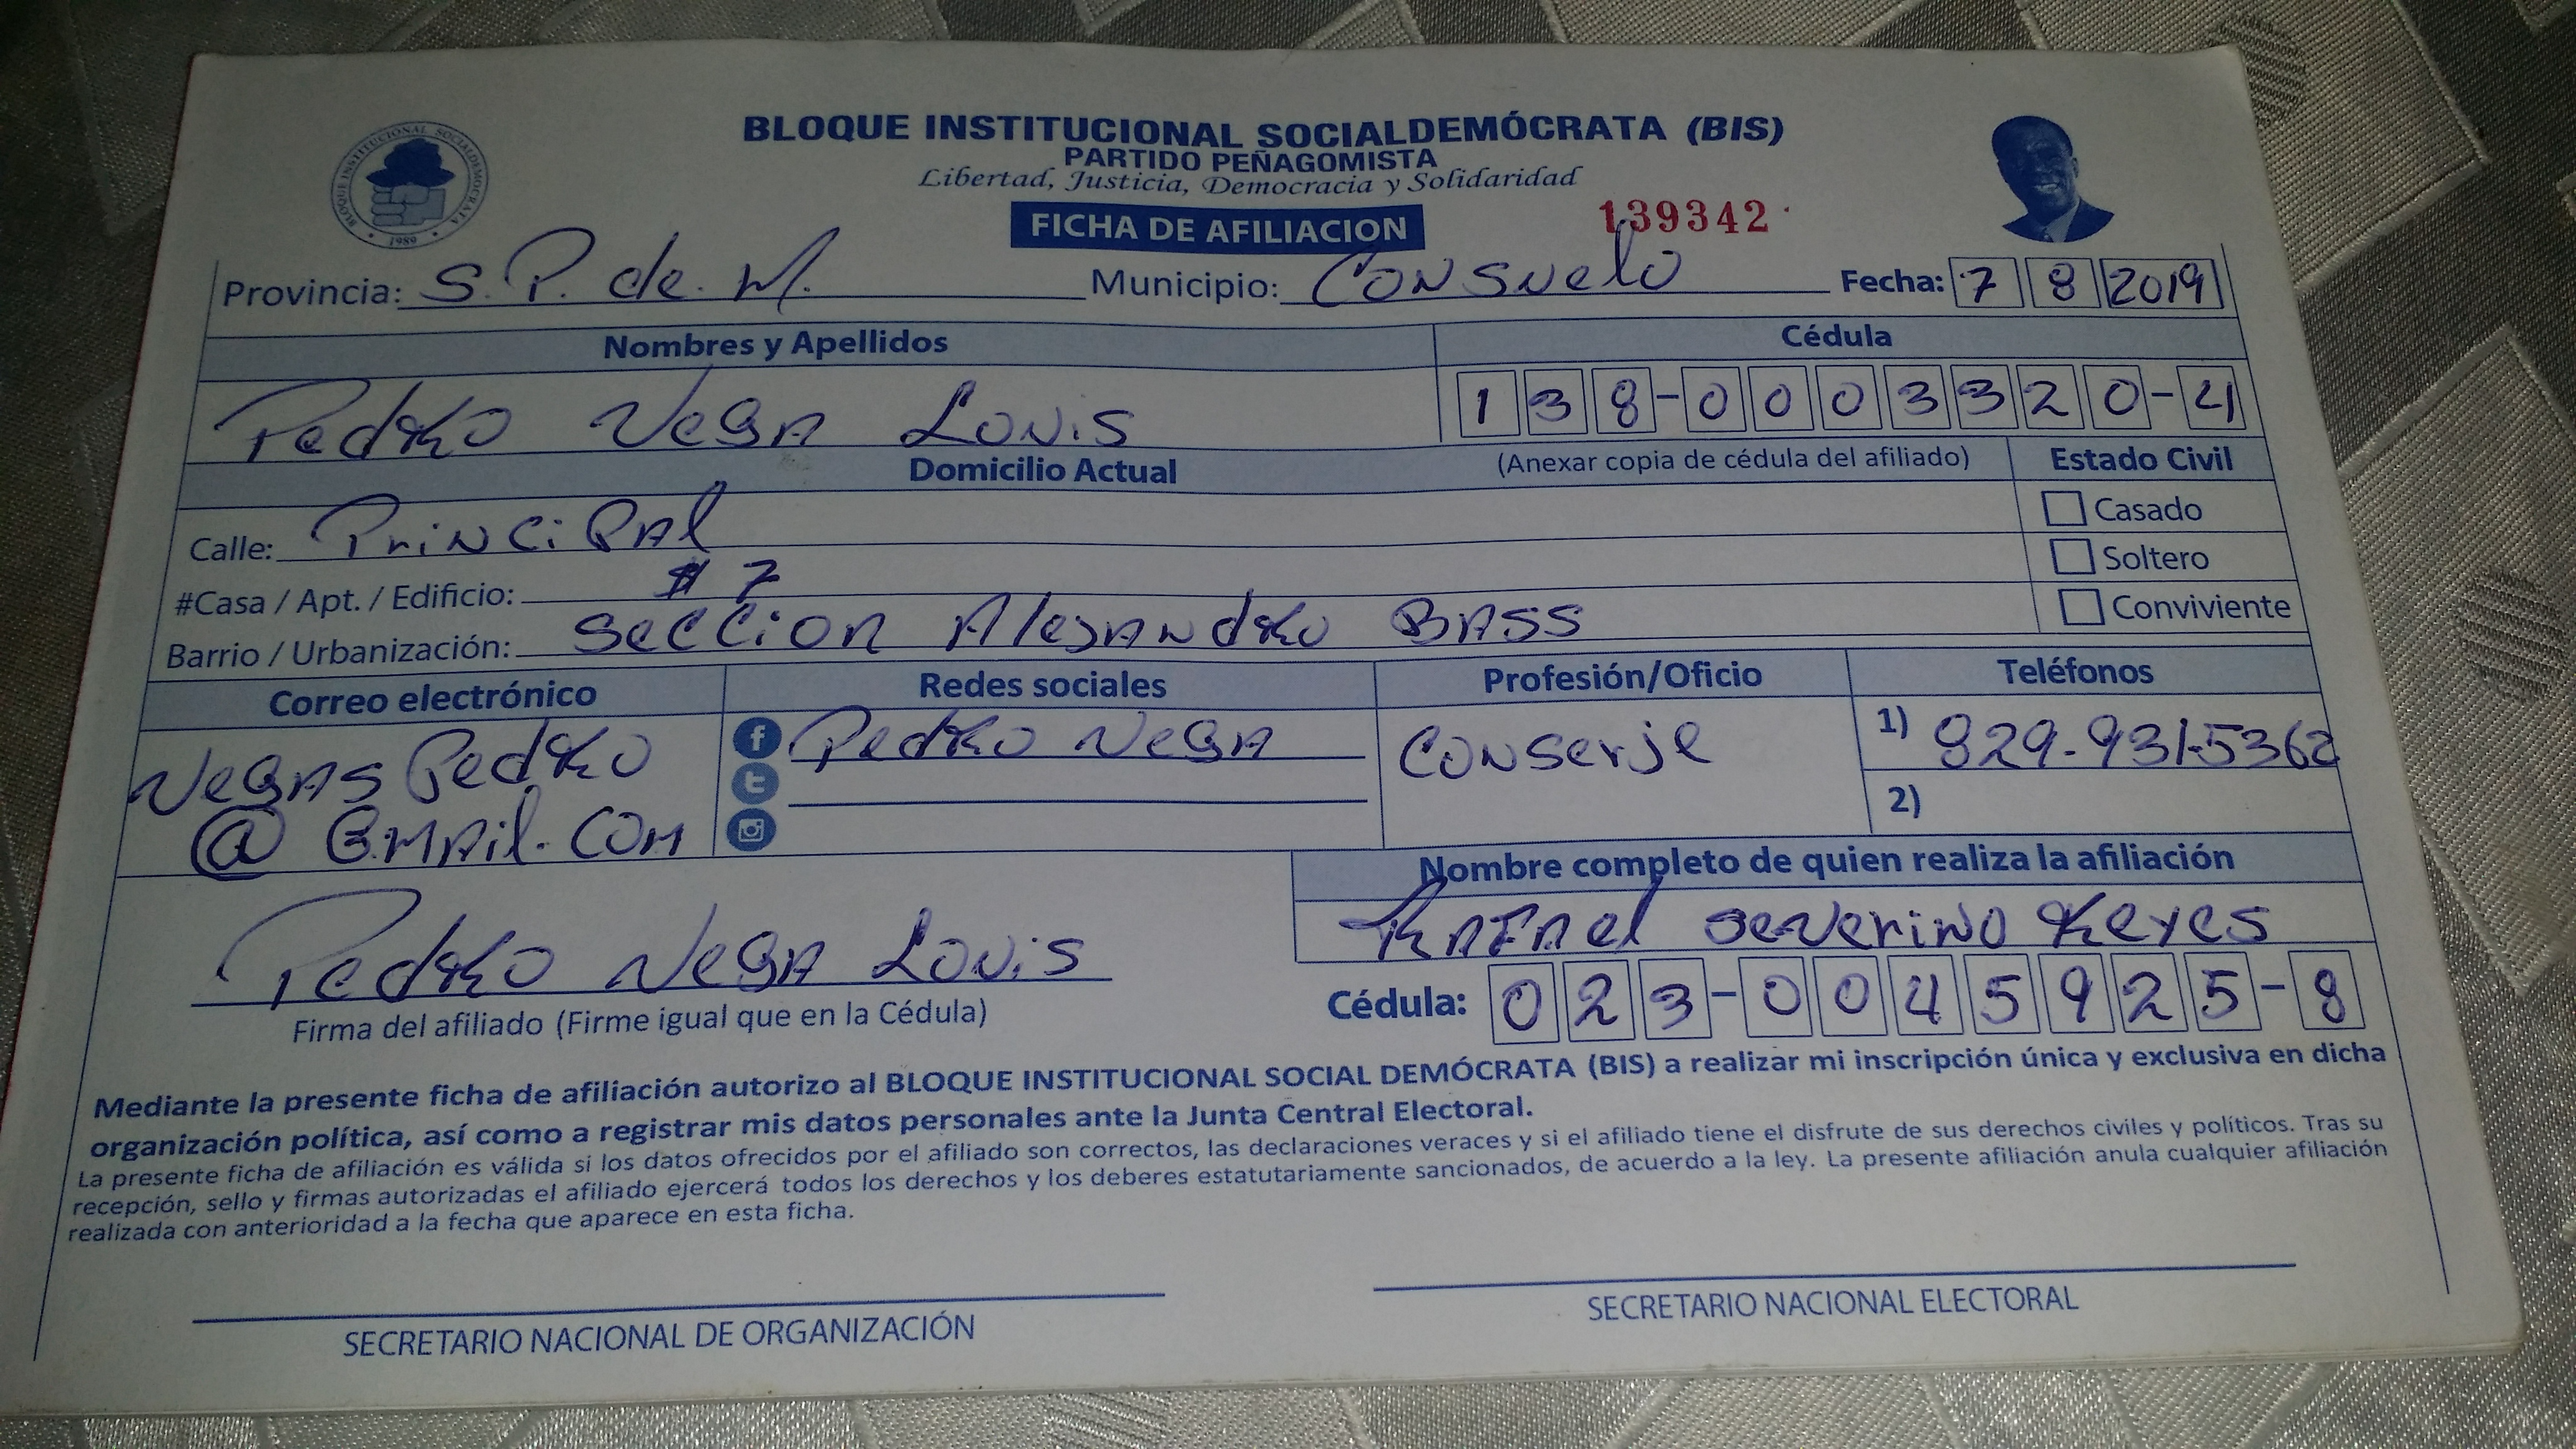 BLOQUE INSTITUCIONAL SOCIALDEMÓCRATA (BIS)
PARTIDO PEÑAGOMISTA
Libertad, Justicia, Democracia y Solidaridad
BLOQUE INSTITUCIONAL SOCIALDEMOCRATA
1989
FICHA DE AFILIACION 139342
Provincia: S. P. de. M. Municipio: Consuelo Fecha: 7 8 2019
Nombres y Apellidos Cédula
Pedro Vega Louis 138-0003320-4
Domicilio Actual (Anexar copia de cédula del afiliado) Estado Civil
Calle: PrinciPAl Casado
#Casa / Apt. / Edificio: # 7 Soltero
Barrio / Urbanización: Seccion AlejAndro BASS Conviviente
Correo electrónico Redes sociales Profesión/Oficio Teléfonos
VegAs Pedro Pedro Vega Conserje 1) 829-931-5362
@ G.mAil.com 2)
Nombre completo de quien realiza la afiliación
Pedro Vega Louis RAFAel Severino Reyes
Firma del afiliado (Firme igual que en la Cédula) Cédula: 023-0045925-8
Mediante la presente ficha de afiliación autorizo al BLOQUE INSTITUCIONAL SOCIAL DEMÓCRATA (BIS) a realizar mi inscripción única y exclusiva en dicha
organización política, así como a registrar mis datos personales ante la Junta Central Electoral.
La presente ficha de afiliación es válida si los datos ofrecidos por el afiliado son correctos, las declaraciones veraces y si el afiliado tiene el disfrute de sus derechos civiles y políticos. Tras su
recepción, sello y firmas autorizadas el afiliado ejercerá todos los derechos y los deberes estatutariamente sancionados, de acuerdo a la ley. La presente afiliación anula cualquier afiliación
realizada con anterioridad a la fecha que aparece en esta ficha.
SECRETARIO NACIONAL DE ORGANIZACIÓN SECRETARIO NACIONAL ELECTORAL